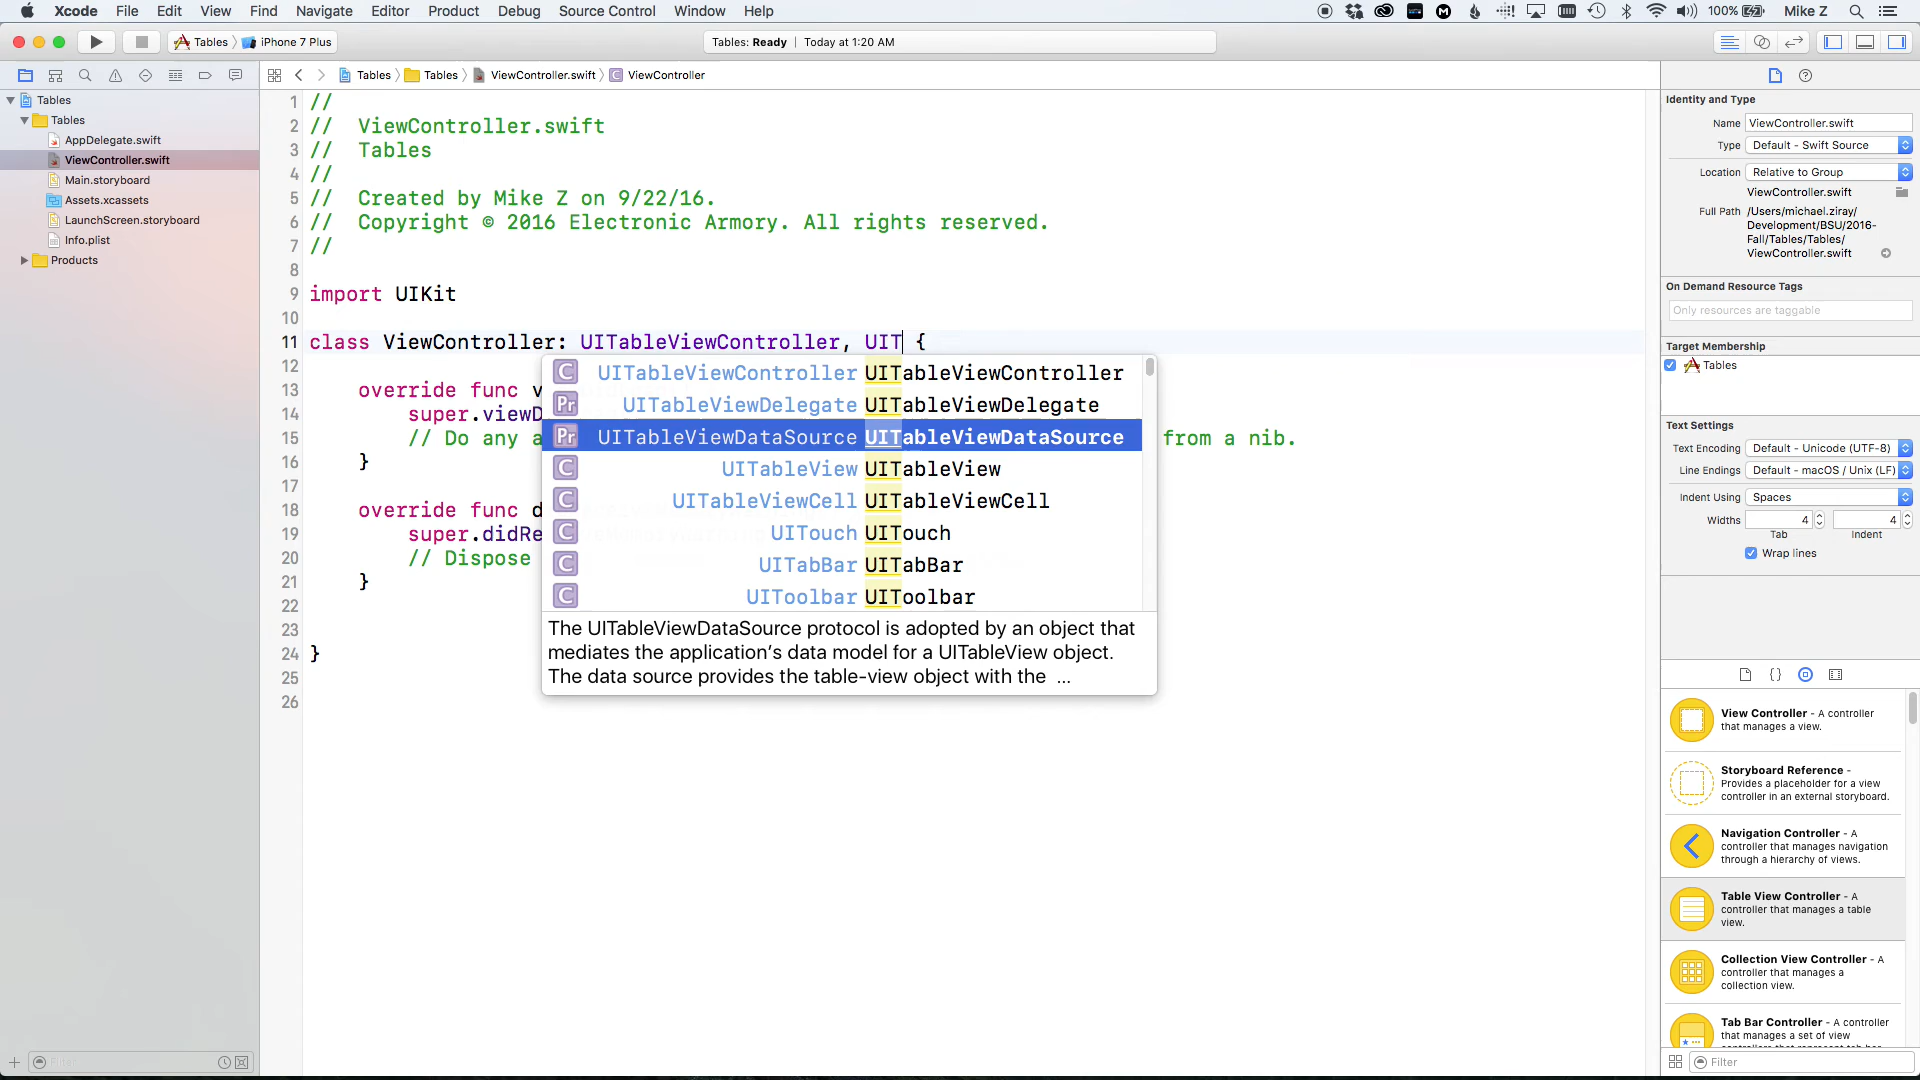 Xcode File Edit View Find Navigate Editor Product Debug Source Control Window Help 100% Mike Z
Tables iPhone 7 Plus Tables: Ready | Today at 1:20 AM
Tables Tables ViewController.swift ViewController
Tables
Tables
AppDelegate.swift
ViewController.swift
Main.storyboard
Assets.xcassets
LaunchScreen.storyboard
Info.plist
Products
1 //
2 // ViewController.swift
3 // Tables
4 //
5 // Created by Mike Z on 9/22/16.
6 // Copyright © 2016 Electronic Armory. All rights reserved.
7 //
8
9 import UIKit
10
11 class ViewController: UITableViewController, UIT {
12
13 override func v
14 super.viewD
15 // Do any a from a nib.
16 }
17
18 override func d
19 super.didRe
20 // Dispose
21 }
22
23
24 }
25
26
UITableViewController UITableViewController
UITableViewDelegate UITableViewDelegate
UITableViewDataSource UITableViewDataSource
UITableView UITableView
UITableViewCell UITableViewCell
UITouch UITouch
UITabBar UITabBar
UIToolbar UIToolbar
The UITableViewDataSource protocol is adopted by an object that
mediates the application’s data model for a UITableView object.
The data source provides the table-view object with the ...
Identity and Type
Name ViewController.swift
Type Default - Swift Source
Location Relative to Group
ViewController.swift
Full Path /Users/michael.ziray/
Development/BSU/2016-
Fall/Tables/Tables/
ViewController.swift
On Demand Resource Tags
Only resources are taggable
Target Membership
Tables
Text Settings
Text Encoding Default - Unicode (UTF-8)
Line Endings Default - macOS / Unix (LF)
Indent Using Spaces
Widths 4 4
Tab Indent
Wrap lines
View Controller - A controller
that manages a view.
Storyboard Reference -
Provides a placeholder for a view
controller in an external storyboard.
Navigation Controller - A
controller that manages navigation
through a hierarchy of views.
Table View Controller - A
controller that manages a table
view.
Collection View Controller - A
controller that manages a
collection view.
Tab Bar Controller - A controller
that manages a set of view
Filter
Filter